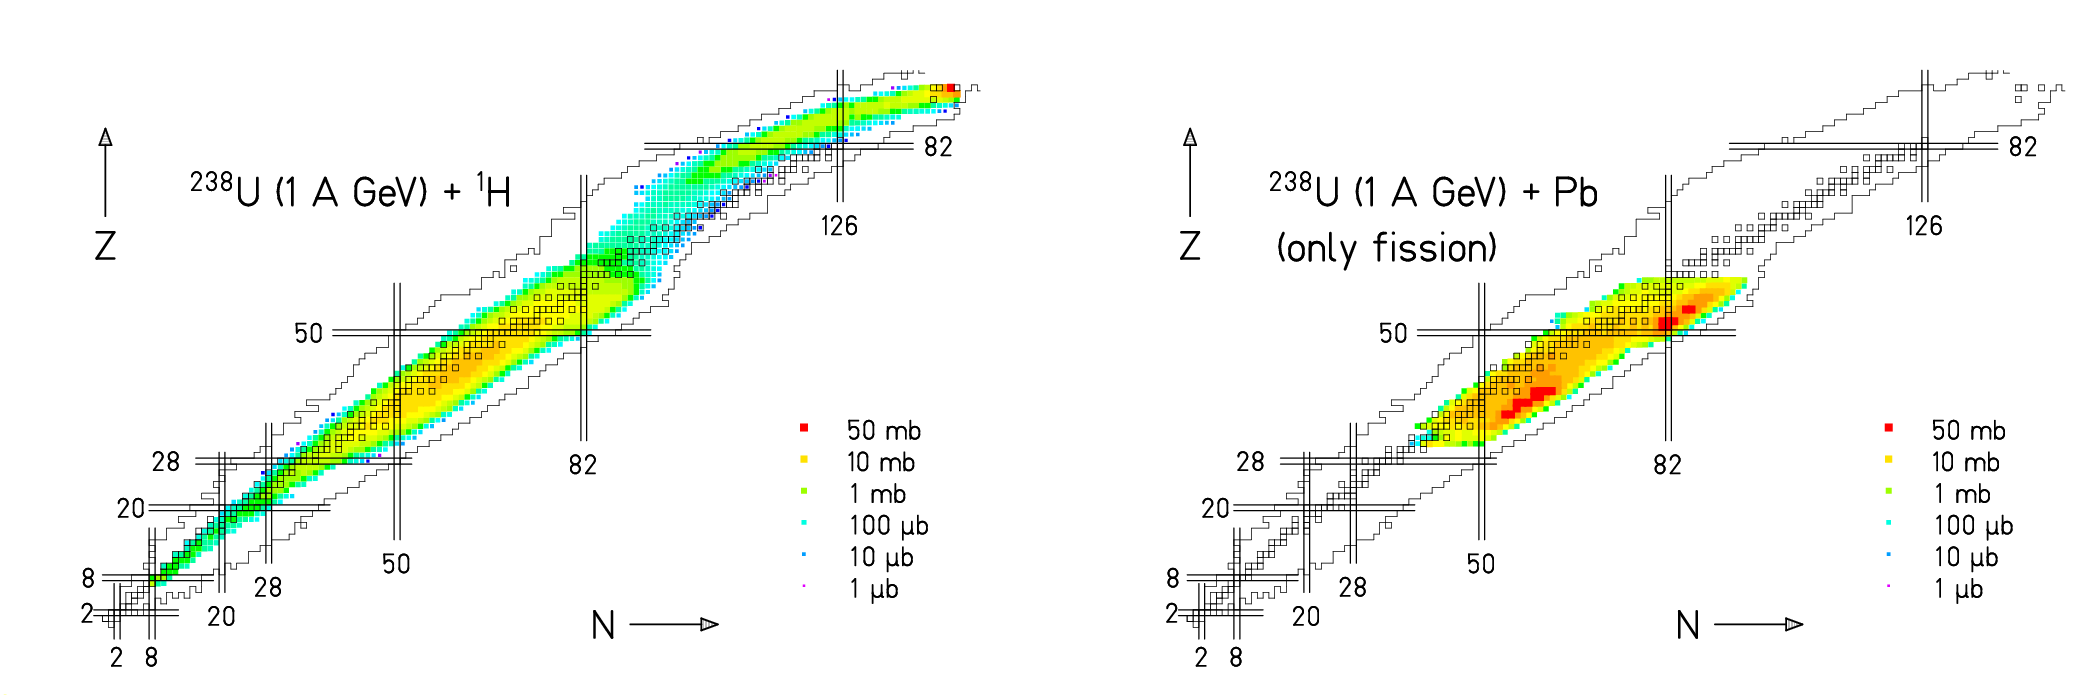 82
²³⁸U (1 A GeV) + ¹H
126
Z
50
50 mb
28
82
10 mb
1 mb
20
100 µb
50
10 µb
8
28
1 µb
2
20
N
2
8
82
²³⁸U (1 A GeV) + Pb
126
Z
(only fission)
50
50 mb
28
82
10 mb
1 mb
20
100 µb
50
10 µb
8
28
1 µb
2
20
N
2
8